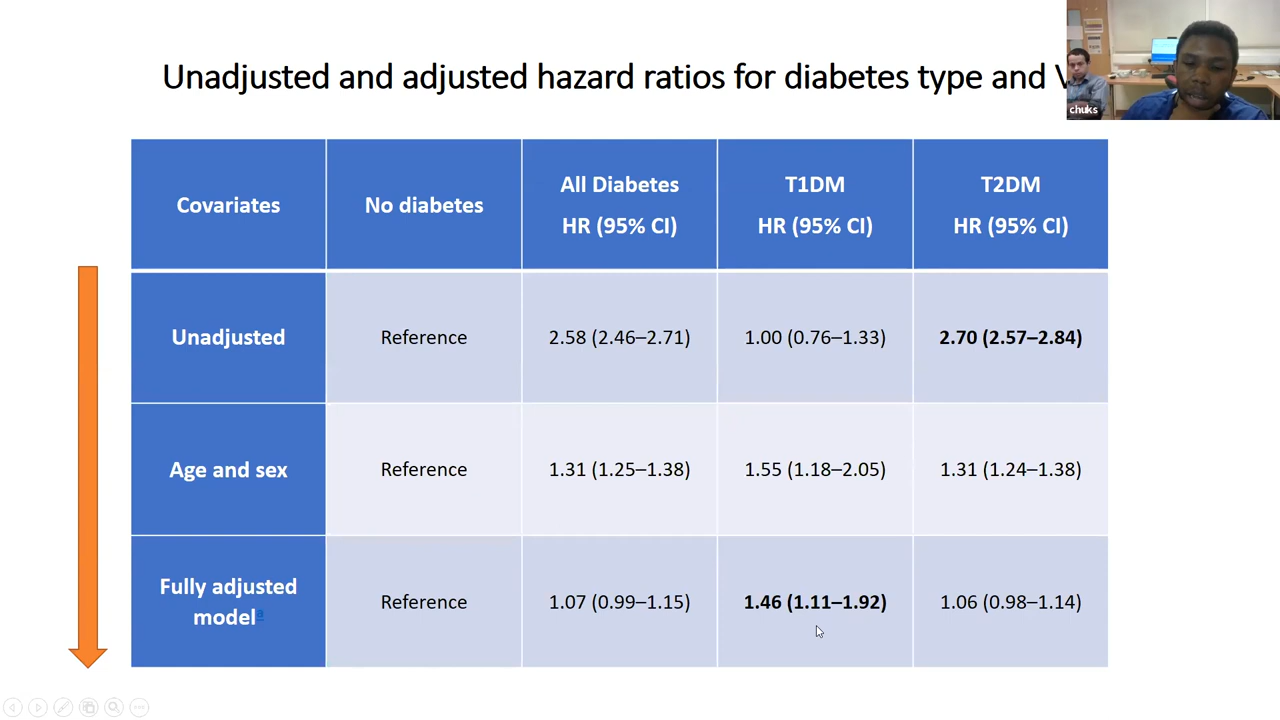 Unadjusted and adjusted hazard ratios for diabetes type and
chuks
Covariates
No diabetes
All Diabetes
HR (95% CI)
T1DM
HR (95% CI)
T2DM
HR (95% CI)
Unadjusted
Reference
2.58 (2.46–2.71)
1.00 (0.76–1.33)
2.70 (2.57–2.84)
Age and sex
Reference
1.31 (1.25–1.38)
1.55 (1.18–2.05)
1.31 (1.24–1.38)
Fully adjusted
modelª
Reference
1.07 (0.99–1.15)
1.46 (1.11–1.92)
1.06 (0.98–1.14)